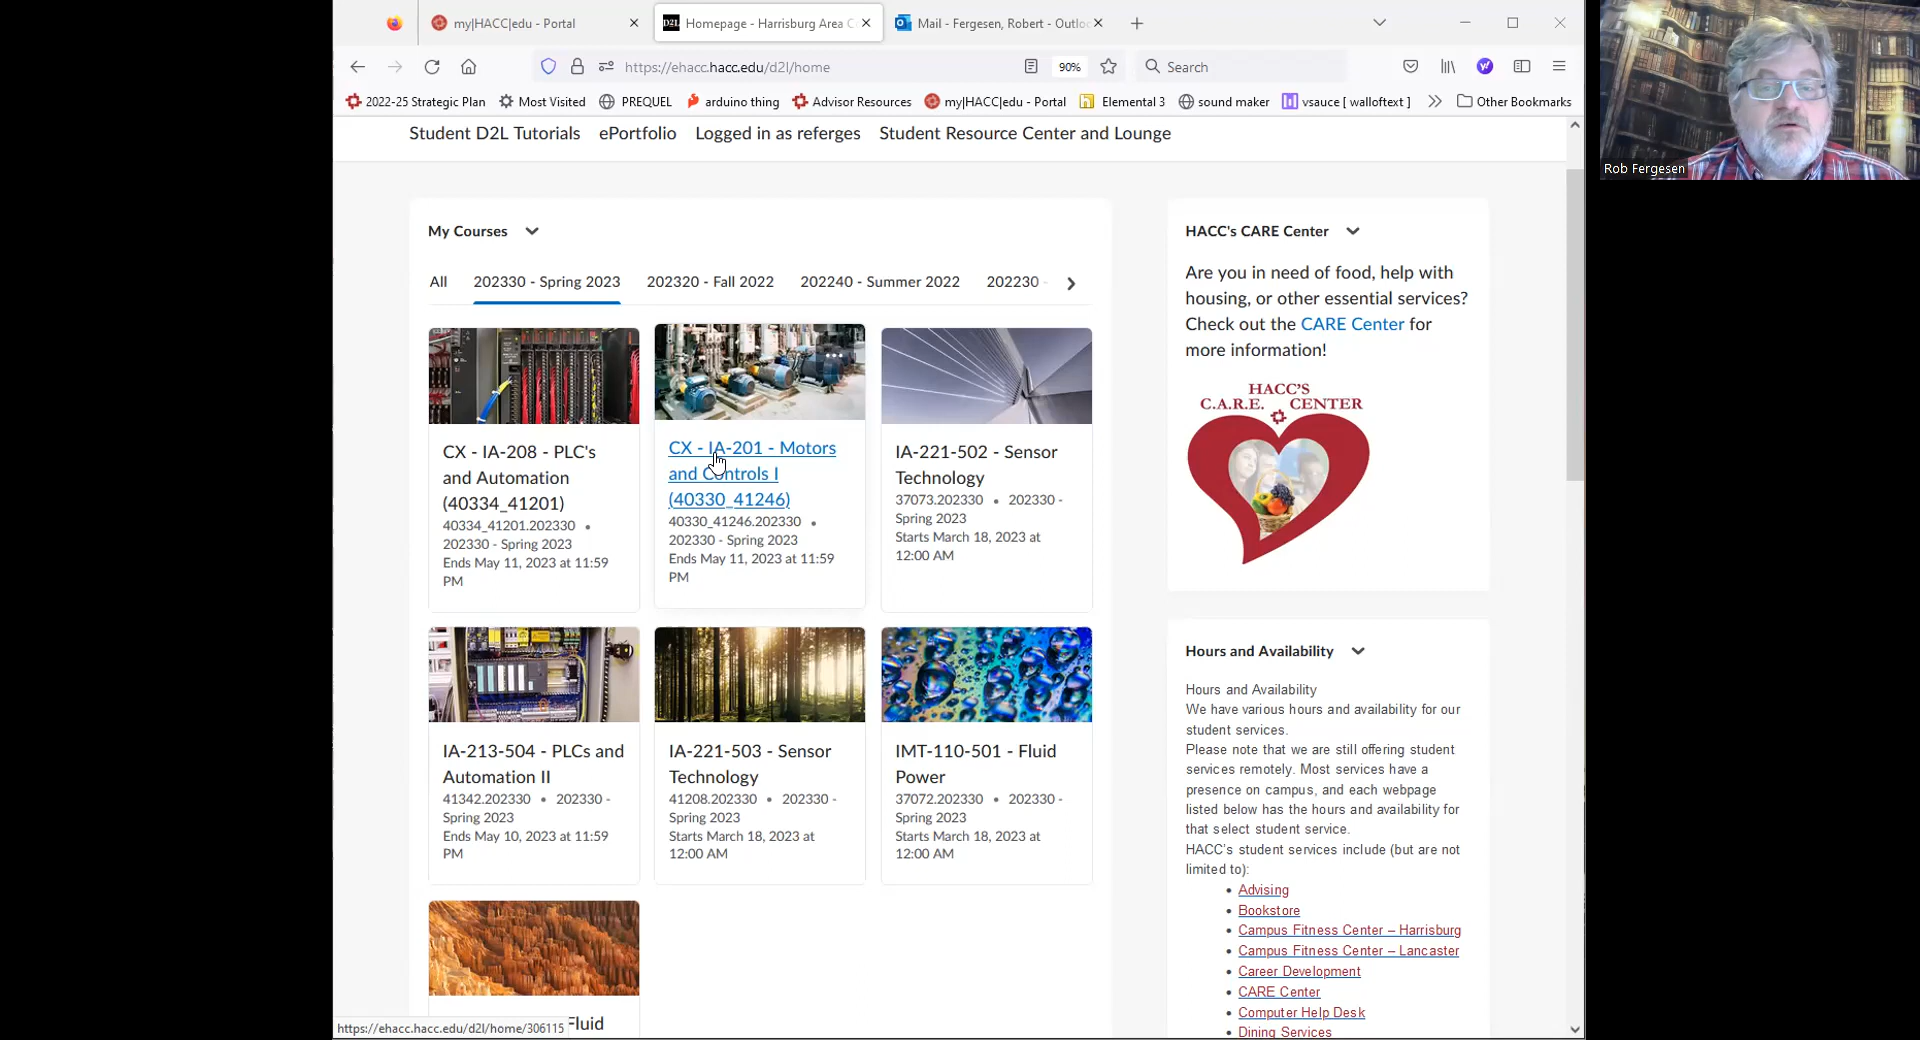 my|HACC|edu - Portal
Homepage - Harrisburg Area C
Mail - Fergesen, Robert - Outlo
https://ehacc.hacc.edu/d2l/home
90%
Search
2022-25 Strategic Plan
Most Visited
PREQUEL
arduino thing
Advisor Resources
my|HACC|edu - Portal
Elemental 3
sound maker
vsauce [ walloftext ]
Other Bookmarks
Rob Fergesen
Student D2L Tutorials
ePortfolio
Logged in as referges
Student Resource Center and Lounge
My Courses
All
202330 - Spring 2023
202320 - Fall 2022
202240 - Summer 2022
202230 -
CX - IA-208 - PLC's
and Automation
(40334_41201)
40334_41201.202330 •
202330 - Spring 2023
Ends May 11, 2023 at 11:59
PM
CX - IA-201 - Motors
and Controls I
(40330_41246)
40330_41246.202330 •
202330 - Spring 2023
Ends May 11, 2023 at 11:59
PM
IA-221-502 - Sensor
Technology
37073.202330 • 202330 -
Spring 2023
Starts March 18, 2023 at
12:00 AM
IA-213-504 - PLCs and
Automation II
41342.202330 • 202330 -
Spring 2023
Ends May 10, 2023 at 11:59
PM
IA-221-503 - Sensor
Technology
41208.202330 • 202330 -
Spring 2023
Starts March 18, 2023 at
12:00 AM
IMT-110-501 - Fluid
Power
37072.202330 • 202330 -
Spring 2023
Starts March 18, 2023 at
12:00 AM
Fluid
https://ehacc.hacc.edu/d2l/home/306115
HACC's CARE Center
Are you in need of food, help with
housing, or other essential services?
Check out the CARE Center for
more information!
HACC'S
C.A.R.E. CENTER
Hours and Availability
Hours and Availability
We have various hours and availability for our
student services.
Please note that we are still offering student
services remotely. Most services have a
presence on campus, and each webpage
listed below has the hours and availability for
that select student service.
HACC's student services include (but are not
limited to):
• Advising
• Bookstore
• Campus Fitness Center – Harrisburg
• Campus Fitness Center – Lancaster
• Career Development
• CARE Center
• Computer Help Desk
• Dining Services